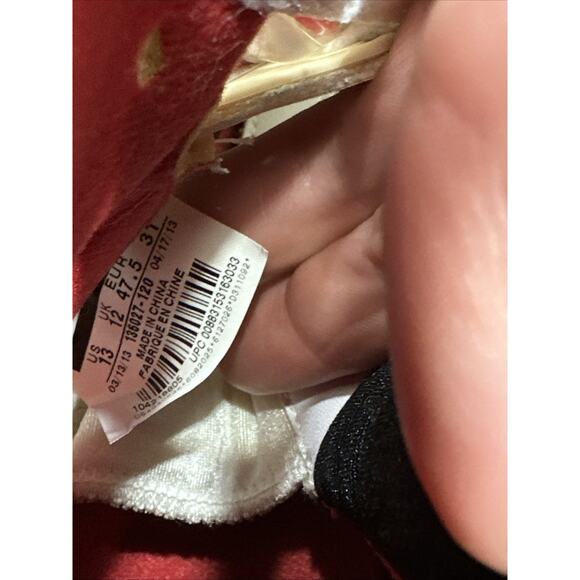 US UK EUR
13 12 47.5 31
03/13/13 136027-120 04/17/13
MADE IN CHINA
FABRIQUE EN CHINE
UPC 00883153163033